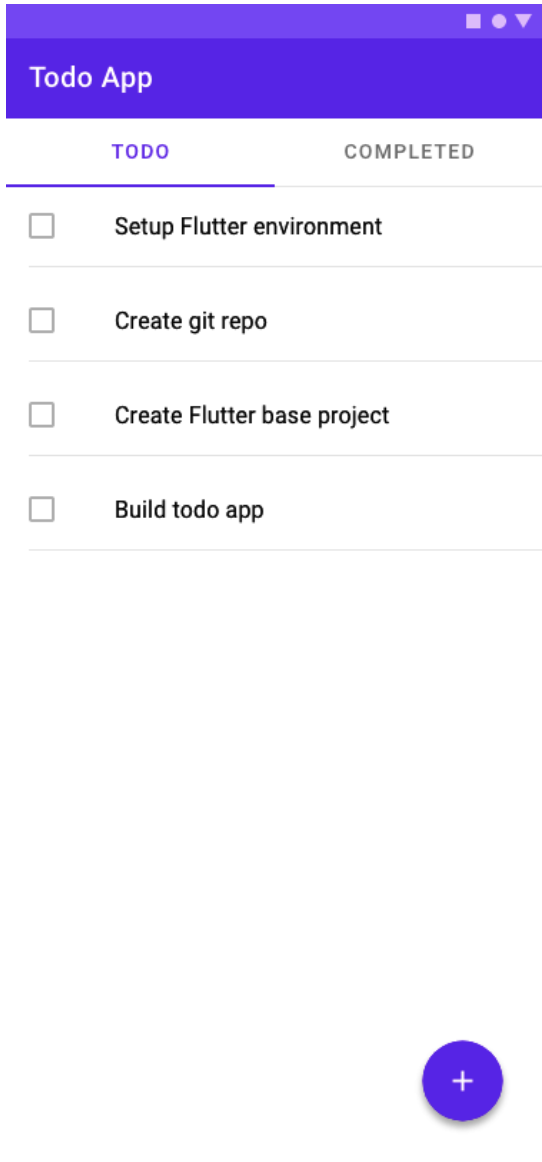 Todo App
TODO
COMPLETED
Setup Flutter environment
Create git repo
Create Flutter base project
Build todo app
+